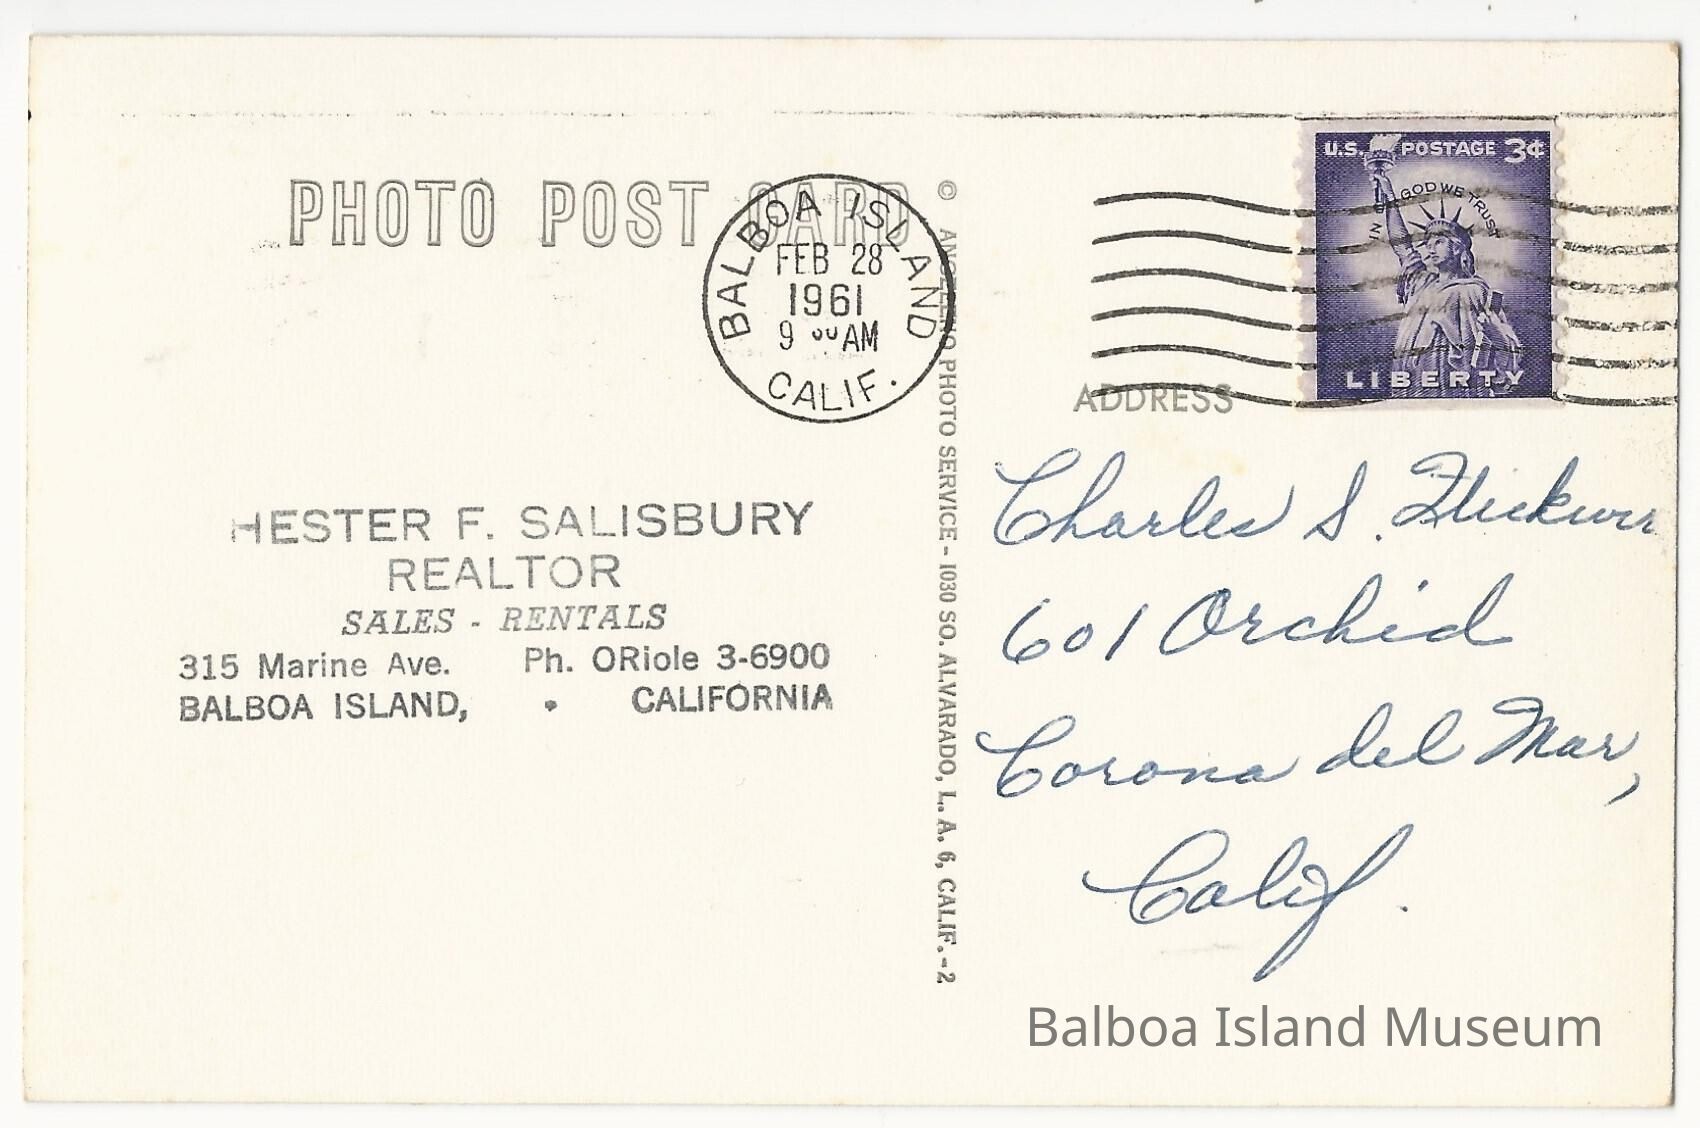 PHOTO POST CARD
BALBOA ISLAND
FEB 28
1961
9 AM
CALIF.
U.S. POSTAGE 3¢
IN GOD WE TRUST
LIBERTY
HESTER F. SALISBURY
REALTOR
SALES - RENTALS
315 Marine Ave. Ph. ORiole 3-6900
BALBOA ISLAND, • CALIFORNIA
© PHOTO SERVICE - 1030 SO. ALVARADO, L. A. 6, CALIF. - 2
ADDRESS
Charles S.
601 Orchid
Corona del Mar,
Calif.
Balboa Island Museum